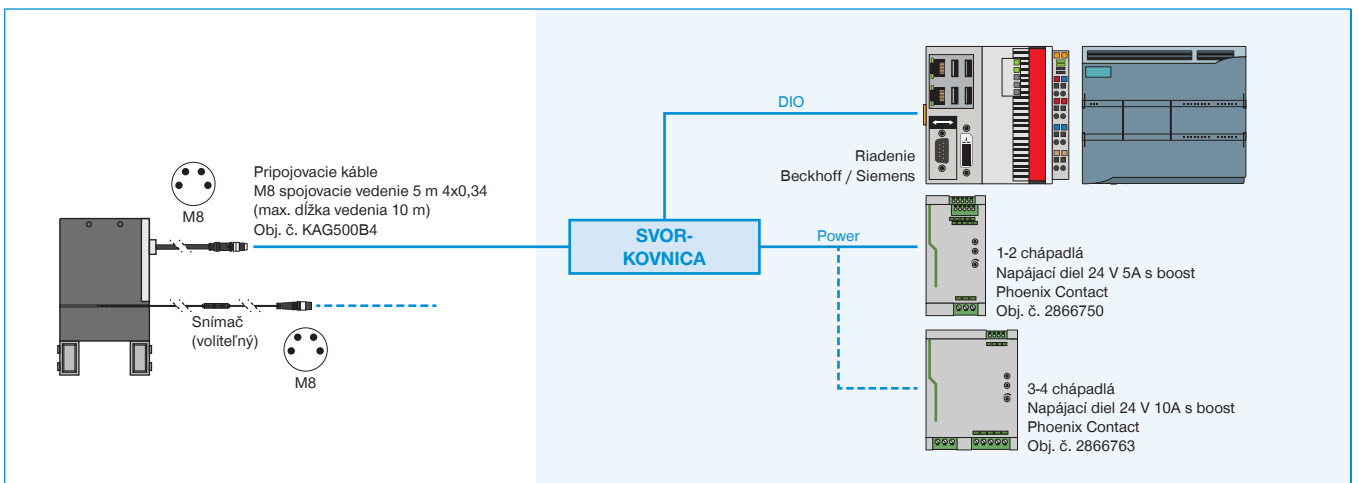 DIO
Riadenie
Beckhoff / Siemens
Pripojovacie káble
M8 spojovacie vedenie 5 m 4x0,34
(max. dĺžka vedenia 10 m)
Obj. č. KAG500B4
M8
SVOR-
KOVNICA
Power
1-2 chápadlá
Napájací diel 24 V 5A s boost
Phoenix Contact
Obj. č. 2866750
Snímač
(voliteľný)
M8
3-4 chápadlá
Napájací diel 24 V 10A s boost
Phoenix Contact
Obj. č. 2866763